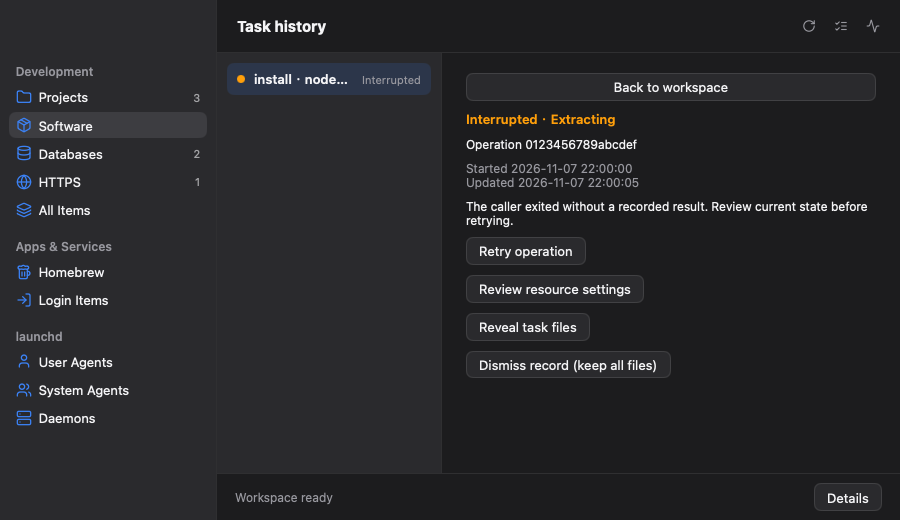 Task history
Development
Projects 3
Software
Databases 2
HTTPS 1
All Items
Apps & Services
Homebrew
Login Items
launchd
User Agents
System Agents
Daemons
install · node... Interrupted
Back to workspace
Interrupted · Extracting
Operation 0123456789abcdef
Started 2026-11-07 22:00:00
Updated 2026-11-07 22:00:05
The caller exited without a recorded result. Review current state before
retrying.
Retry operation
Review resource settings
Reveal task files
Dismiss record (keep all files)
Workspace ready
Details